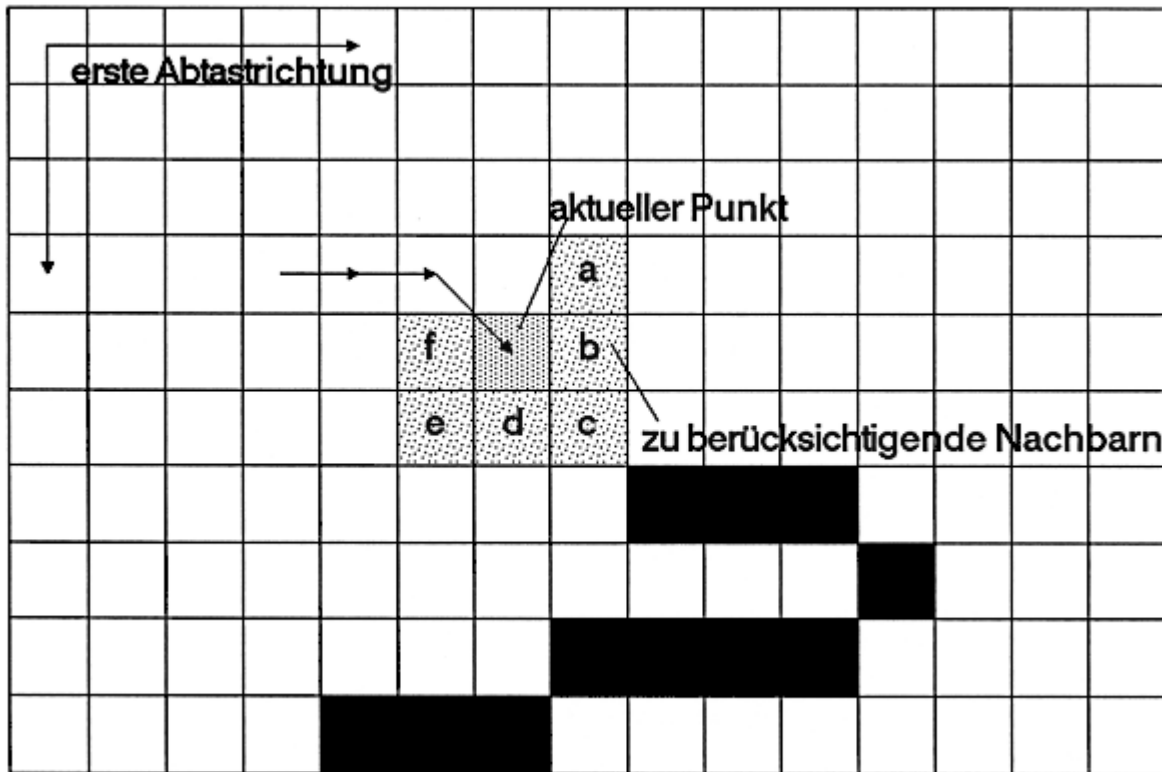 erste Abtastrichtung
aktueller Punkt
a
f
b
e
d
c
zu berücksichtigende Nachbarn